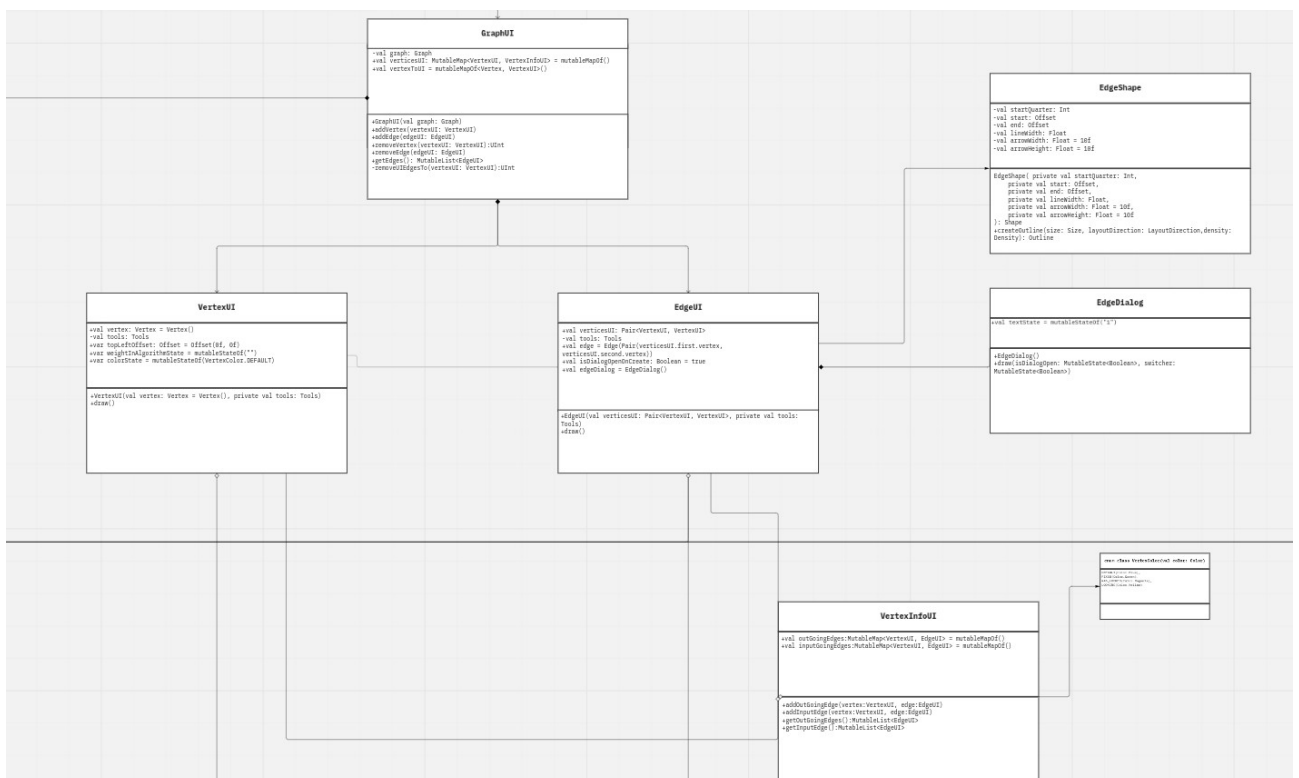 GraphUI
-val graph: Graph
+val verticesUI: MutableMap<VertexUI, VertexInfoUI> = mutableMapOf()
+val vertexToUI = mutableMapOf<Vertex, VertexUI>()
+GraphUI(val graph: Graph)
+addVertex(vertexUI: VertexUI)
+addEdge(edgeUI: EdgeUI)
+removeVertex(vertexUI: VertexUI):UInt
+removeEdge(edgeUI: EdgeUI)
+getEdges(): MutableList<EdgeUI>
-removeUIEdgesTo(vertexUI: VertexUI):UInt
EdgeShape
-val startQuarter: Int
-val start: Offset
-val end: Offset
-val lineWidth: Float
-val arrowWidth: Float = 10f
-val arrowHeight: Float = 10f
EdgeShape( private val startQuarter: Int,
private val start: Offset,
private val end: Offset,
private val lineWidth: Float,
private val arrowWidth: Float = 10f,
private val arrowHeight: Float = 10f
): Shape
+createOutline(size: Size, layoutDirection: LayoutDirection,density:
Density): Outline
VertexUI
+val vertex: Vertex = Vertex()
-val tools: Tools
+var topLeftOffset: Offset = Offset(0f, 0f)
+var weightInAlgorithmState = mutableStateOf("")
+var colorState = mutableStateOf(VertexColor.DEFAULT)
+VertexUI(val vertex: Vertex = Vertex(), private val tools: Tools)
+draw()
EdgeUI
+val verticesUI: Pair<VertexUI, VertexUI>
-val tools: Tools
+val edge = Edge(Pair(verticesUI.first.vertex,
verticesUI.second.vertex))
+val isDialogOpenOnCreate: Boolean = true
+val edgeDialog = EdgeDialog()
+EdgeUI(val verticesUI: Pair<VertexUI, VertexUI>, private val tools:
Tools)
+draw()
EdgeDialog
+val textState = mutableStateOf("1")
+EdgeDialog()
+draw(isDialogOpen: MutableState<Boolean>, switcher:
MutableState<Boolean>)
VertexInfoUI
+val outGoingEdges:MutableMap<VertexUI, EdgeUI> = mutableMapOf()
+val inputGoingEdges:MutableMap<VertexUI, EdgeUI> = mutableMapOf()
+addOutGoingEdge(vertex:VertexUI, edge:EdgeUI)
+addInputEdge(vertex:VertexUI, edge:EdgeUI)
+getOutGoingEdges():MutableList<EdgeUI>
+getInputEdge():MutableList<EdgeUI>
enum class VertexColor(val color: Color)